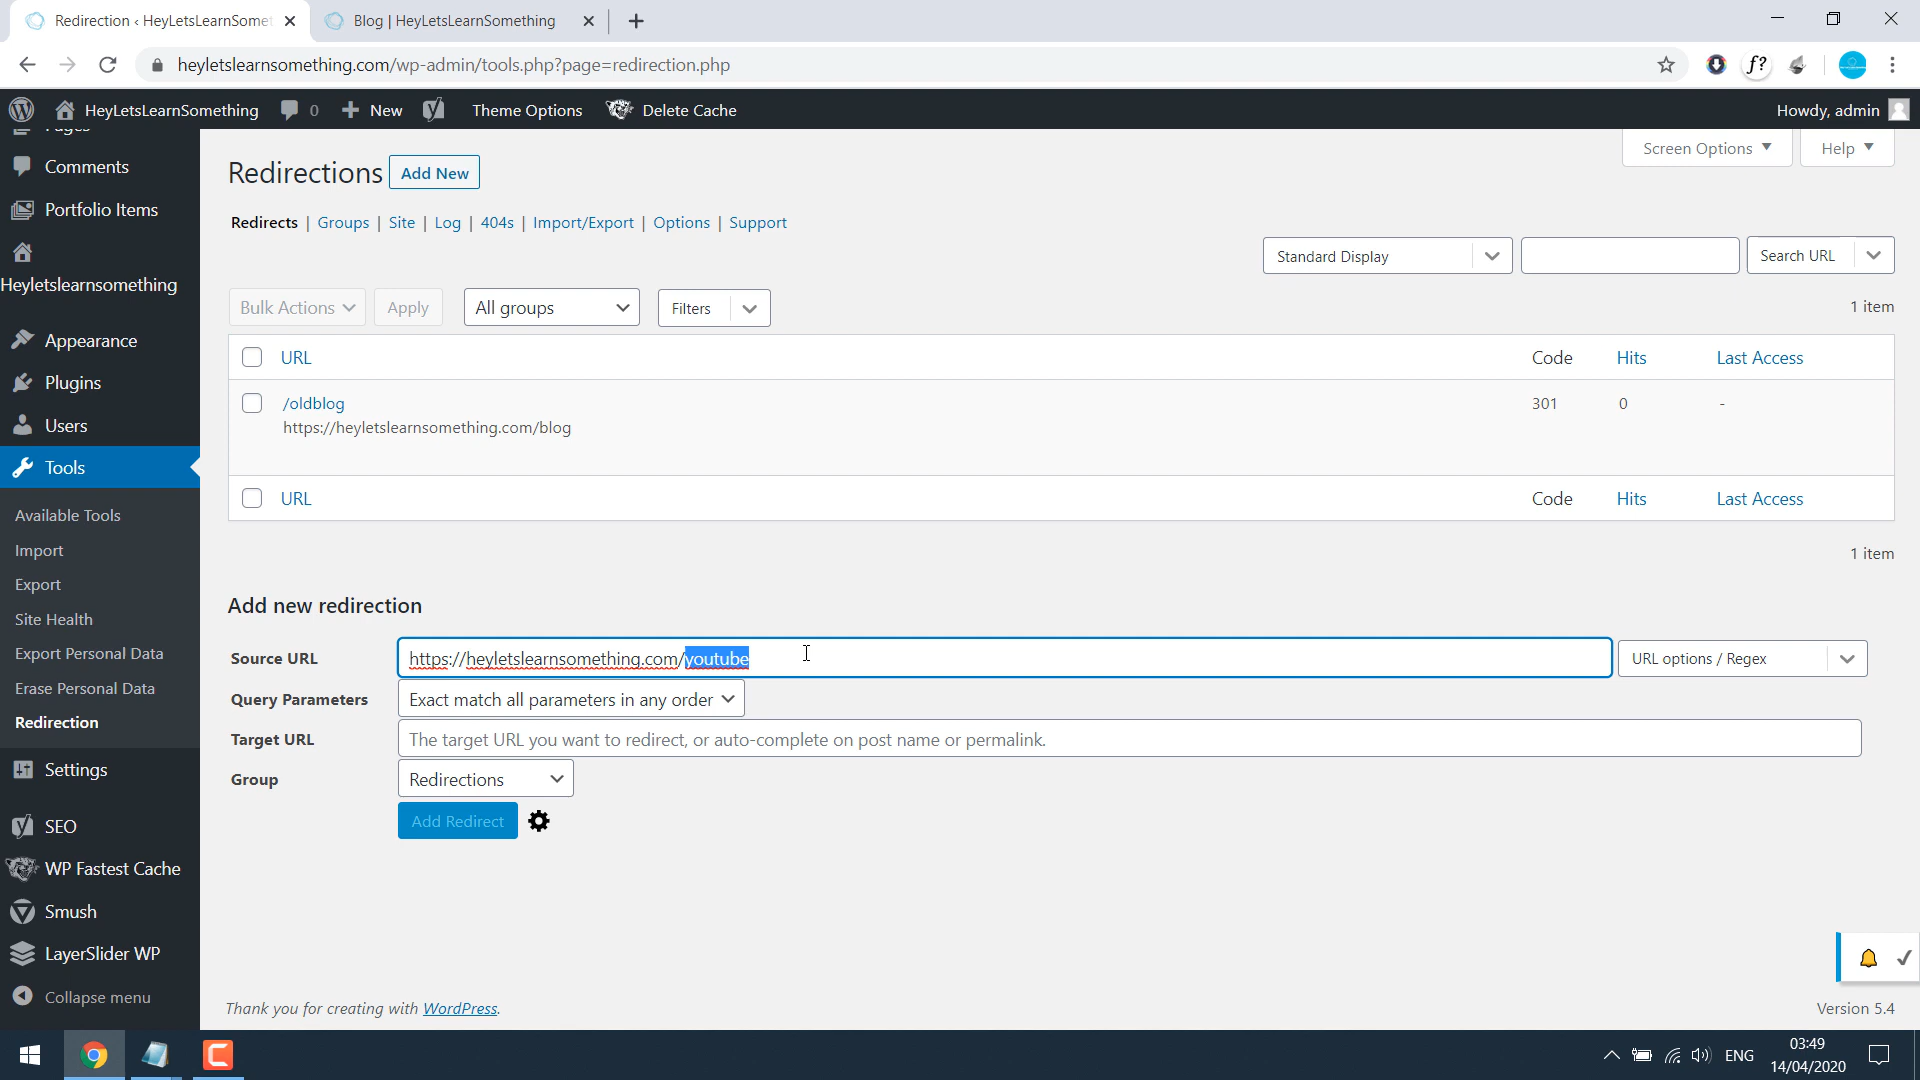 Redirection ‹ HeyLetsLearnSomet
Blog | HeyLetsLearnSomething
heyletslearnsomething.com/wp-admin/tools.php?page=redirection.php
f?
HeyLetsLearnSomething 0 New Theme Options Delete Cache Howdy, admin
Pages
Comments
Portfolio Items
Heyletslearnsomething
Appearance
Plugins
Users
Tools
Available Tools
Import
Export
Site Health
Export Personal Data
Erase Personal Data
Redirection
Settings
SEO
WP Fastest Cache
Smush
LayerSlider WP
Collapse menu
Screen Options Help
Redirections Add New
Redirects | Groups | Site | Log | 404s | Import/Export | Options | Support
Standard Display Search URL
Bulk Actions Apply All groups Filters 1 item
URL Code Hits Last Access
/oldblog 301 0 -
https://heyletslearnsomething.com/blog
URL Code Hits Last Access
1 item
Add new redirection
Source URL https://heyletslearnsomething.com/youtube URL options / Regex
Query Parameters Exact match all parameters in any order
Target URL The target URL you want to redirect, or auto-complete on post name or permalink.
Group Redirections
Add Redirect
Thank you for creating with WordPress. Version 5.4
ENG
03:49
14/04/2020